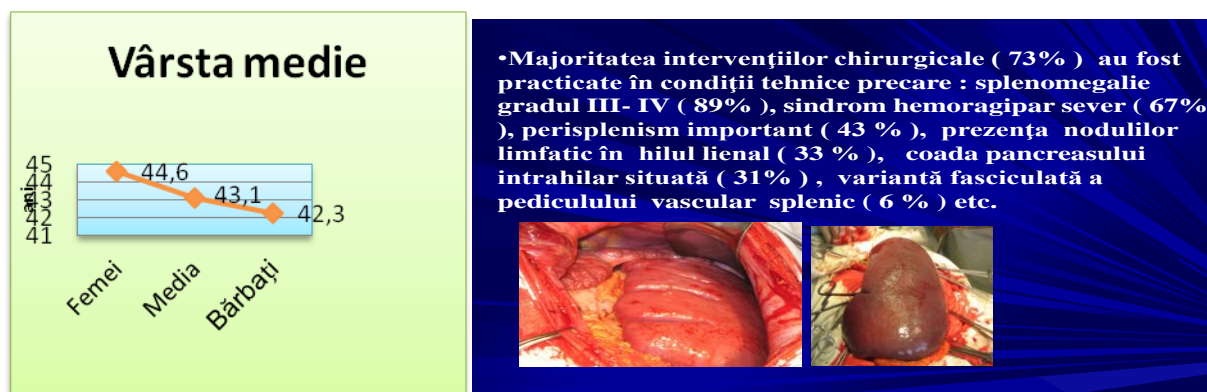 Vârsta medie
ani
45
44
43
42
41
44,6
43,1
42,3
Femei
Media
Bărbaţi
•Majoritatea intervenţiilor chirurgicale ( 73% ) au fost
practicate în condiţii tehnice precare : splenomegalie
gradul III- IV ( 89% ), sindrom hemoragipar sever ( 67%
), perisplenism important ( 43 % ), prezenţa nodulilor
limfatic în hilul lienal ( 33 % ), coada pancreasului
intrahilar situată ( 31% ) , variantă fasciculată a
pediculului vascular splenic ( 6 % ) etc.